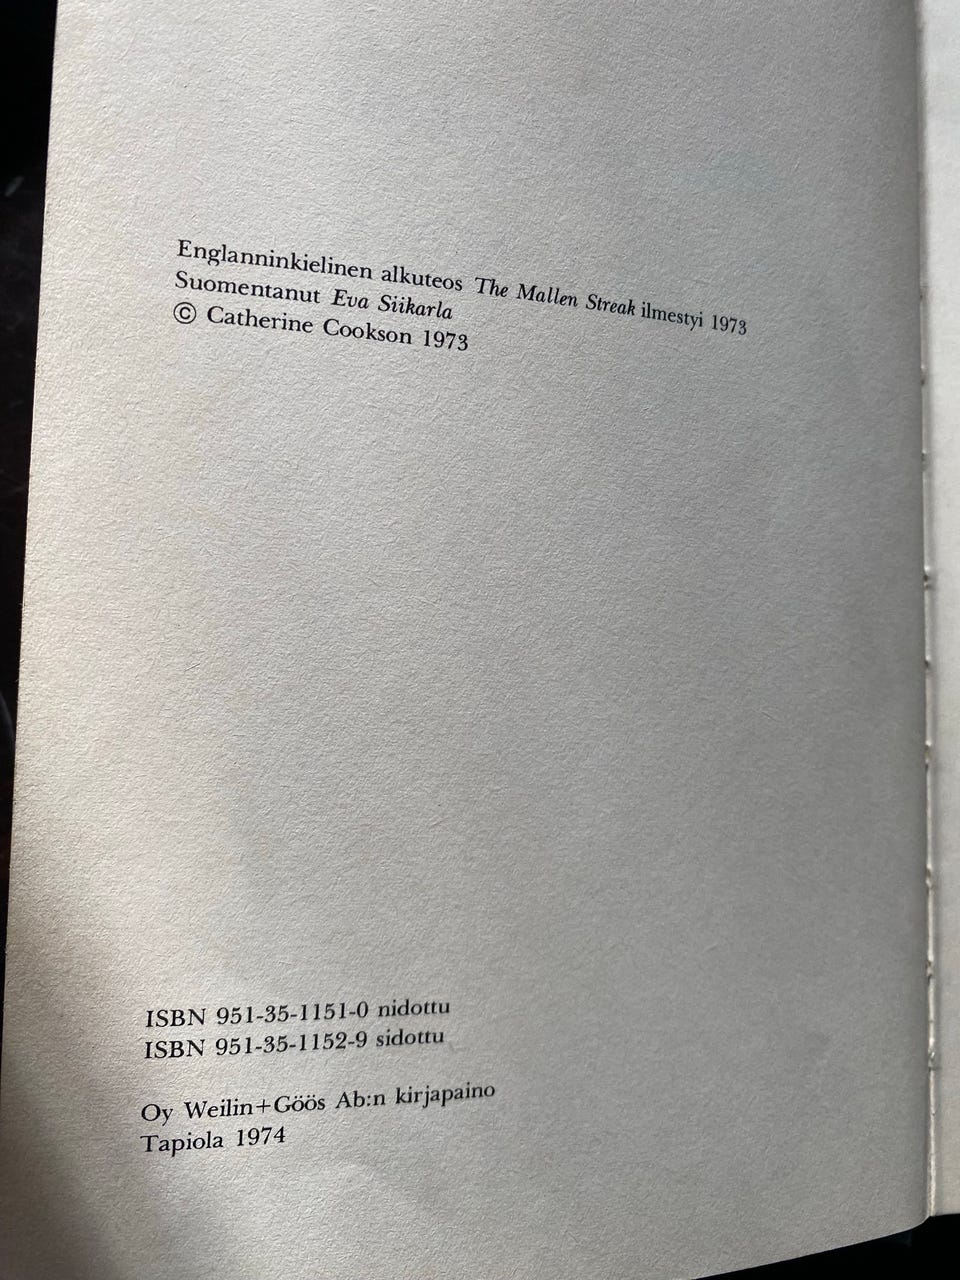 Englanninkielinen alkuteos The Mallen Streak ilmestyi 1973
Suomentanut Eva Siikarla
© Catherine Cookson 1973
ISBN 951-35-1151-0 nidottu
ISBN 951-35-1152-9 sidottu
Oy Weilin+Göös Ab:n kirjapaino
Tapiola 1974